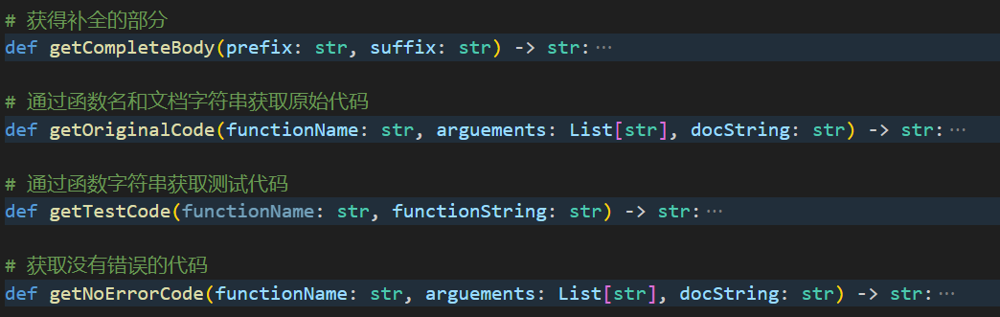 # 获得补全的部分
def getCompleteBody(prefix: str, suffix: str) -> str:…
# 通过函数名和文档字符串获取原始代码
def getOriginalCode(functionName: str, arguements: List[str], docString: str) -> str:…
# 通过函数字符串获取测试代码
def getTestCode(functionName: str, functionString: str) -> str:…
# 获取没有错误的代码
def getNoErrorCode(functionName: str, arguements: List[str], docString: str) -> str:…